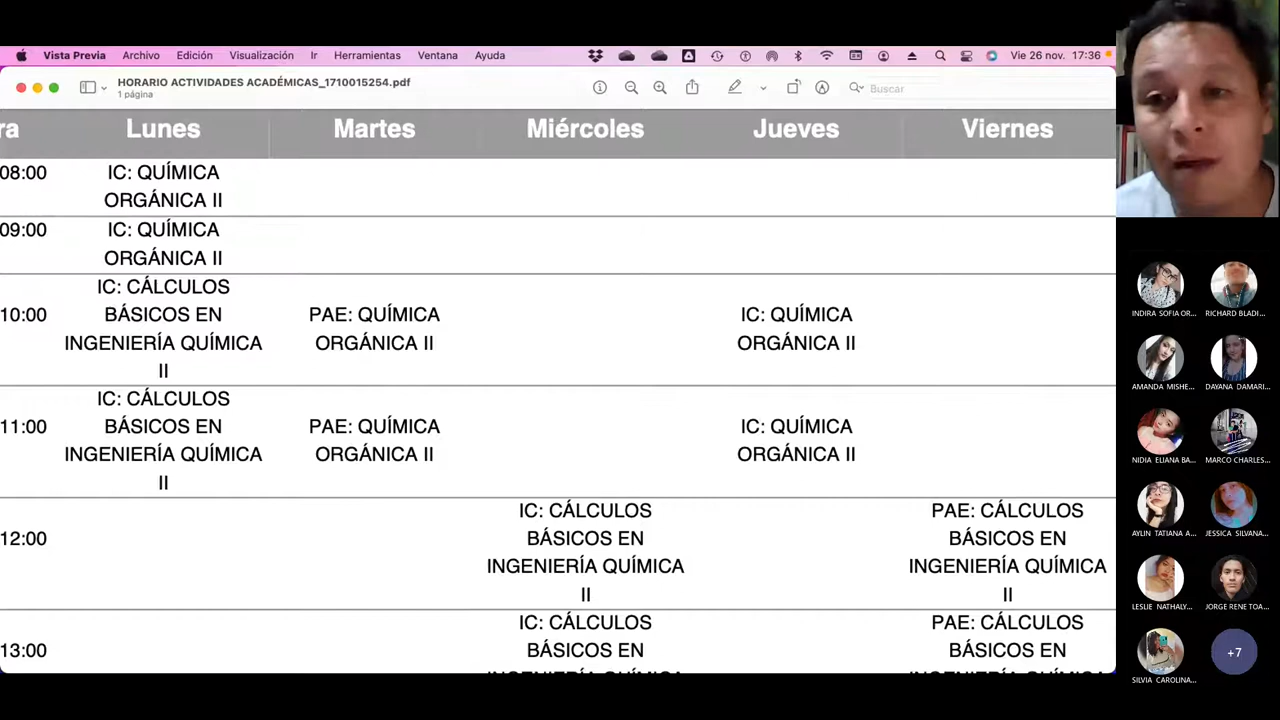 Vista Previa Archivo Edición Visualización Ir Herramientas Ventana Ayuda Vie 26 nov. 17:36
HORARIO ACTIVIDADES ACADÉMICAS_1710015254.pdf
1 página
Buscar
ra Lunes Martes Miércoles Jueves Viernes
08:00 IC: QUÍMICA
ORGÁNICA II
09:00 IC: QUÍMICA
ORGÁNICA II
IC: CÁLCULOS
10:00 BÁSICOS EN PAE: QUÍMICA IC: QUÍMICA
INGENIERÍA QUÍMICA ORGÁNICA II ORGÁNICA II
II
IC: CÁLCULOS
11:00 BÁSICOS EN PAE: QUÍMICA IC: QUÍMICA
INGENIERÍA QUÍMICA ORGÁNICA II ORGÁNICA II
II
IC: CÁLCULOS PAE: CÁLCULOS
12:00 BÁSICOS EN BÁSICOS EN
INGENIERÍA QUÍMICA INGENIERÍA QUÍMICA
II II
IC: CÁLCULOS PAE: CÁLCULOS
13:00 BÁSICOS EN BÁSICOS EN
INGENIERÍA QUÍMICA INGENIERÍA QUÍMICA
INDIRA SOFIA OR... RICHARD BLADI...
AMANDA MISHE... DAYANA DAMARI...
NIDIA ELIANA BA... MARCO CHARLES...
AYLIN TATIANA A... JESSICA SILVANA...
LESLIE NATHALY... JORGE RENE TOA...
SILVIA CAROLINA... +7